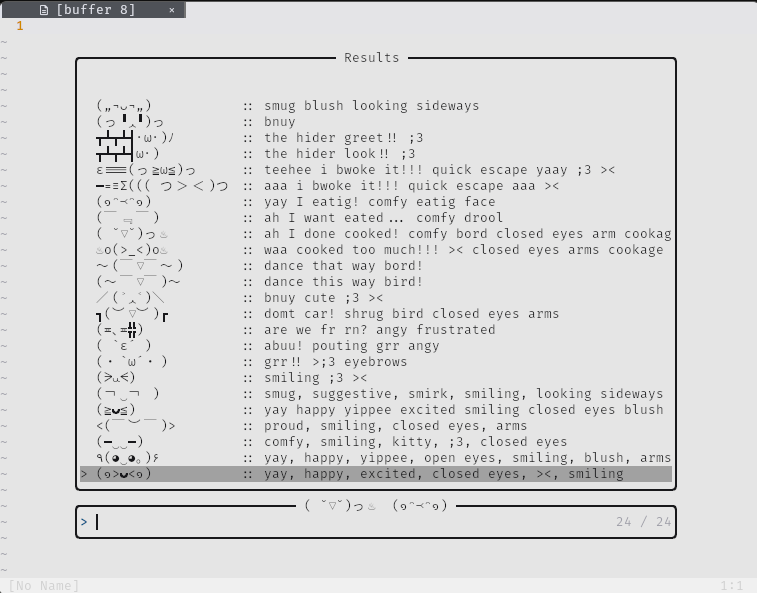 [buffer 8] ×
1
Results
(„¬ᴗ¬„) :: smug blush looking sideways
(っ╹ᆺ╹)っ :: bnuy
┬┴┬┴┤・ω・)ﾉ :: the hider greet!! ;3
┬┴┬┴┤ω・) :: the hider look!! ;3
ε≡≡(っ≧ω≦)っ :: teehee i bwoke it!!! quick escape yaay ;3 ><
━=≡Σ((( つ＞＜)つ :: aaa i bwoke it!!! quick escape aaa ><
(๑ᵔ⤙ᵔ๑) :: yay I eatig! comfy eatig face
(￣﹃￣) :: ah I want eated... comfy drool
( ˘▽˘)っ♨ :: ah I done cooked! comfy bord closed eyes arm cookag
♨o(>_<)o♨ :: waa cooked too much!!! >< closed eyes arms cookage
～(￣▽￣～) :: dance that way bord!
(～￣▽￣)～ :: dance this way bird!
／(˃ᆺ˂)＼ :: bnuy cute ;3 ><
┓(︶▽︶)┏ :: domt car! shrug bird closed eyes arms
(=､=╬) :: are we fr rn? angy frustrated
( `ε´ ) :: abuu! pouting grr angy
(・`ω´・) :: grr!! >;3 eyebrows
(⋟ﻌ⋞) :: smiling ;3 ><
(￢‿￢ ) :: smug, suggestive, smirk, smiling, looking sideways
(≧◡≦) :: yay happy yippee excited smiling closed eyes blush
<(￣︶￣)> :: proud, smiling, closed eyes, arms
(━‿‿━) :: comfy, smiling, kitty, ;3, closed eyes
٩(◕‿◕｡)۶ :: yay, happy, yippee, open eyes, smiling, blush, arms
> (๑>◡<๑) :: yay, happy, excited, closed eyes, ><, smiling
( ˘▽˘)っ♨ (๑ᵔ⤙ᵔ๑)
> 24 / 24
[No Name] 1:1